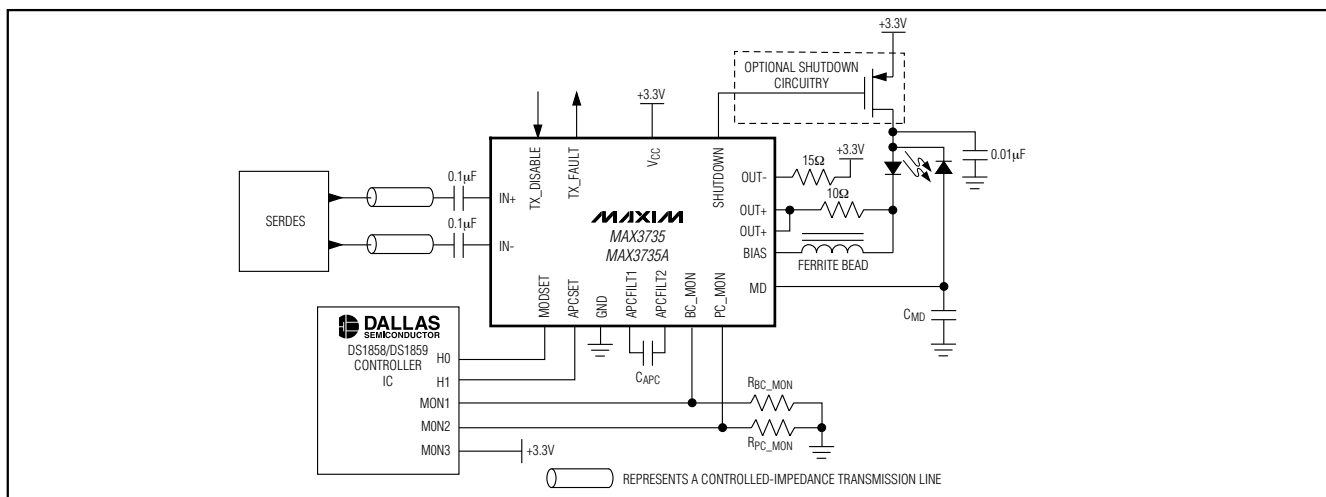 +3.3V
OPTIONAL SHUTDOWN
CIRCUITRY
+3.3V
TX_DISABLE
TX_FAULT
VCC
SHUTDOWN
0.01µF
+3.3V
15Ω
OUT-
10Ω
OUT+
OUT+
BIAS
FERRITE BEAD
MD
CMD
SERDES
0.1µF
IN+
0.1µF
IN-
MAXIM
MAX3735
MAX3735A
MODSET
APCSET
GND
APCFILT1
APCFILT2
BC_MON
PC_MON
CAPC
DALLAS
SEMICONDUCTOR
DS1858/DS1859
CONTROLLER
IC
H0
H1
MON1
MON2
MON3
+3.3V
RBC_MON
RPC_MON
REPRESENTS A CONTROLLED-IMPEDANCE TRANSMISSION LINE